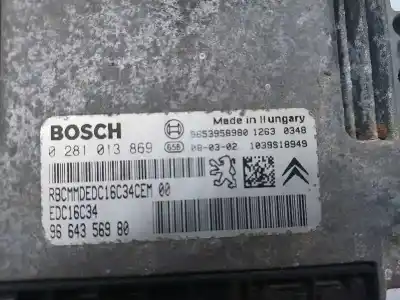 BOSCH
Made in Hungary
9653958980 1263 0348
0 281 013 869
G5B
08-03-02 1039S18949
RBCMMDEDC16C34CEM 00
EDC16C34
96 643 569 80